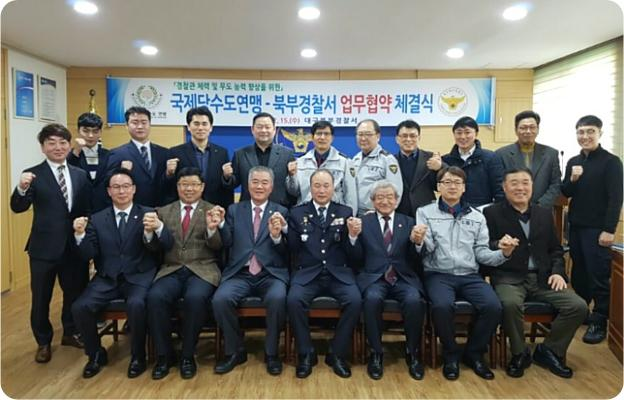 「경찰관 체력 및 무도 능력 향상을 위한」
국제당수도연맹 - 북부경찰서 업무협약 체결식
.15.(수) 대구북부경찰서